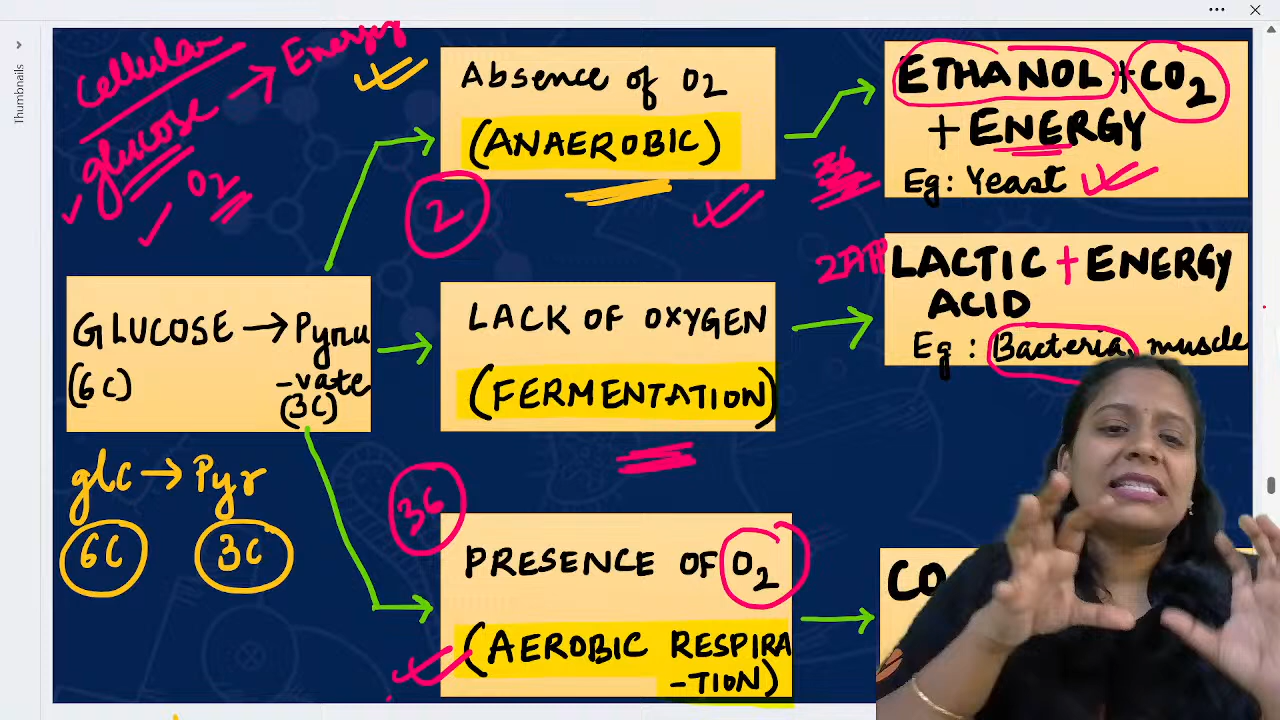 Thumbnails
Cellular
glucose → Energy
O2
Absence of O2
(ANAEROBIC)
2
ETHANOL + CO2
+ ENERGY
Eg: Yeast
36
2ATP
GLUCOSE → Pyru
-vate
(6C)
(3C)
LACK OF OXYGEN
(FERMENTATION)
LACTIC + ENERGY
ACID
Eg : Bacteria, muscle
glc → Pyr
6C
3C
36
PRESENCE OF O2
(AEROBIC RESPIRA
-TION)
CO